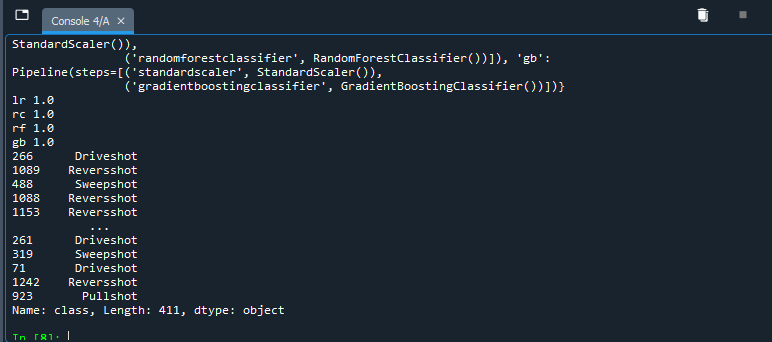 Console 4/A
StandardScaler()),
('randomforestclassifier', RandomForestClassifier())]), 'gb':
Pipeline(steps=[('standardscaler', StandardScaler()),
('gradientboostingclassifier', GradientBoostingClassifier())])}
lr 1.0
rc 1.0
rf 1.0
gb 1.0
266 Driveshot
1089 Reversshot
488 Sweepshot
1088 Reversshot
1153 Reversshot
...
261 Driveshot
319 Sweepshot
71 Driveshot
1242 Reversshot
923 Pullshot
Name: class, Length: 411, dtype: object
In [8]: